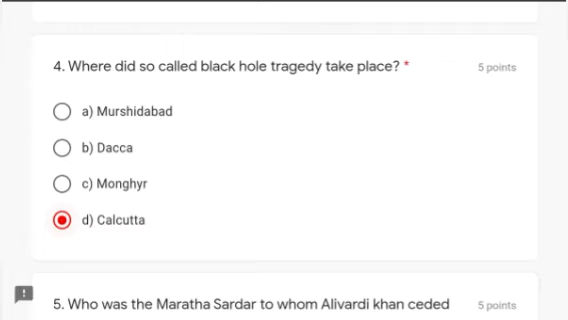 4. Where did so called black hole tragedy take place? *
5 points
a) Murshidabad
b) Dacca
c) Monghyr
d) Calcutta
5. Who was the Maratha Sardar to whom Alivardi khan ceded
5 points